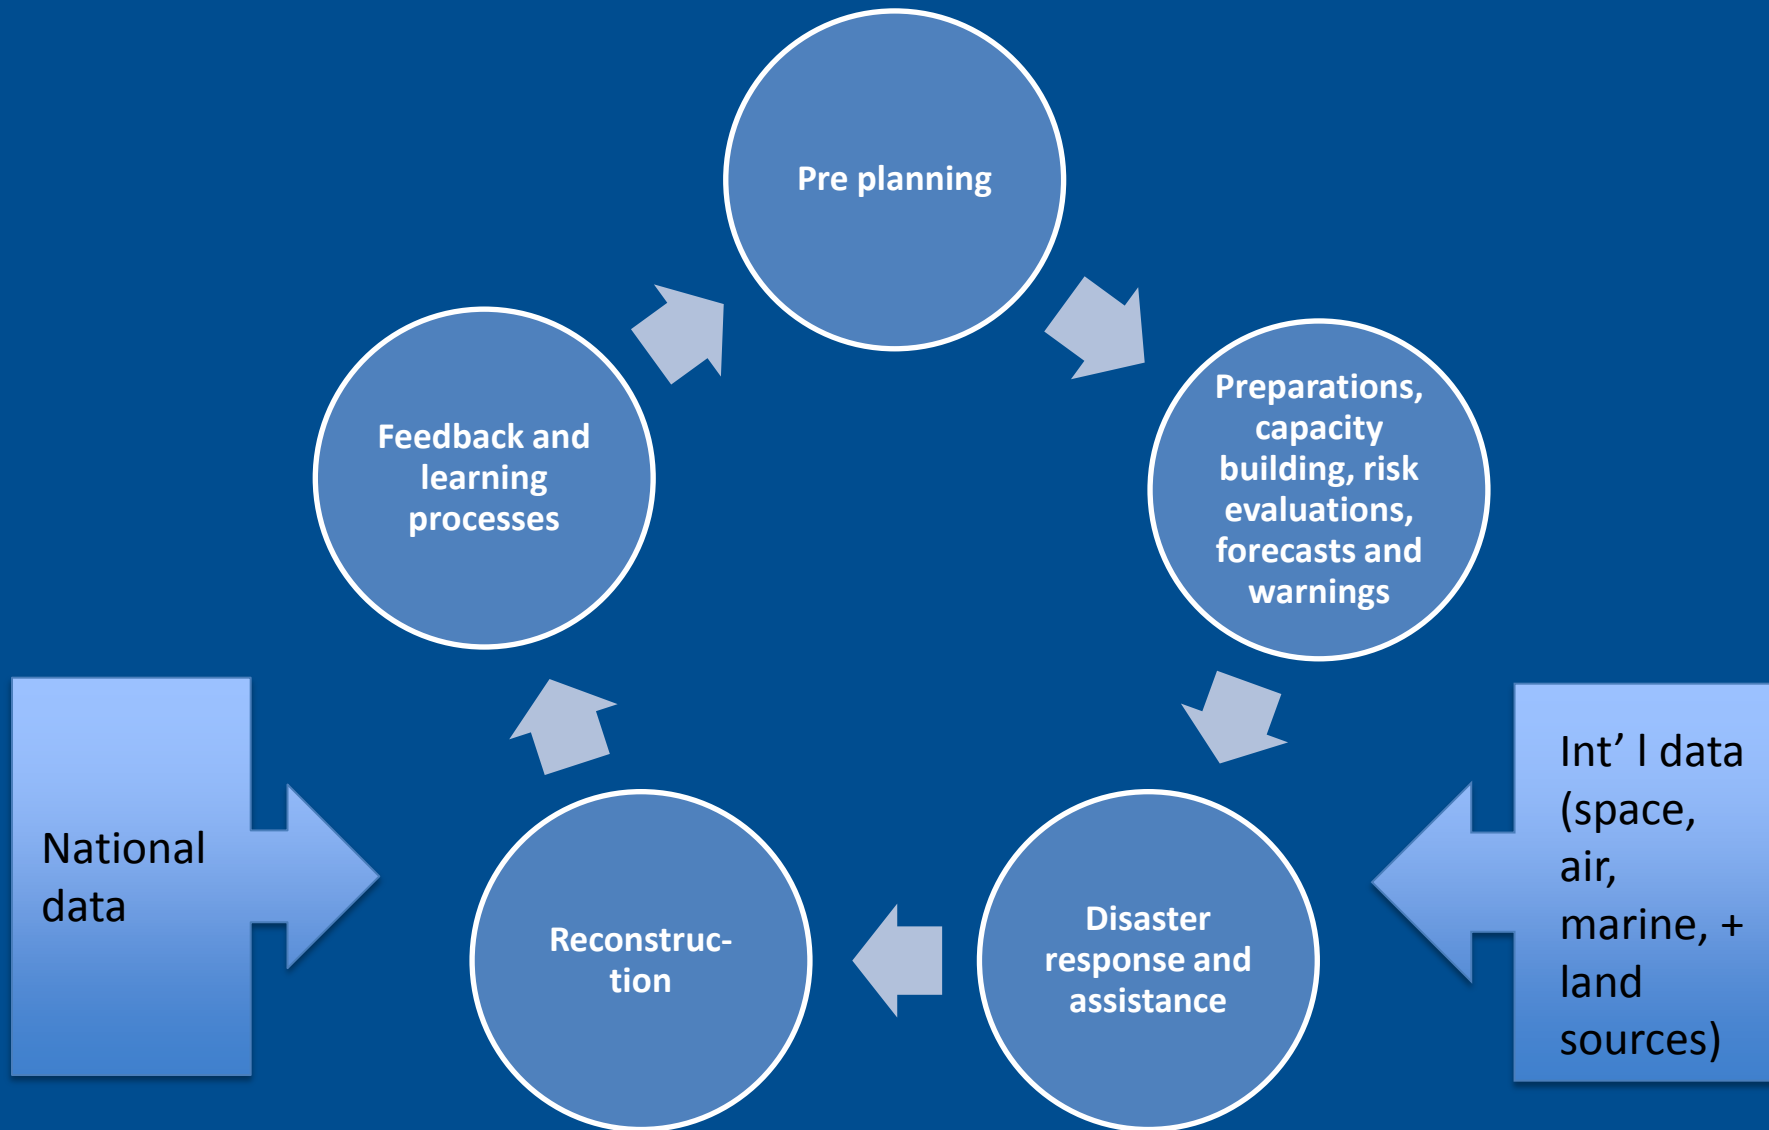 Pre planning
Preparations,
capacity
building, risk
evaluations,
forecasts and
warnings
Feedback and
learning
processes
National
data
Int’ l data
(space,
air,
marine, +
land
sources)
Disaster
response and
assistance
Reconstruc-
tion